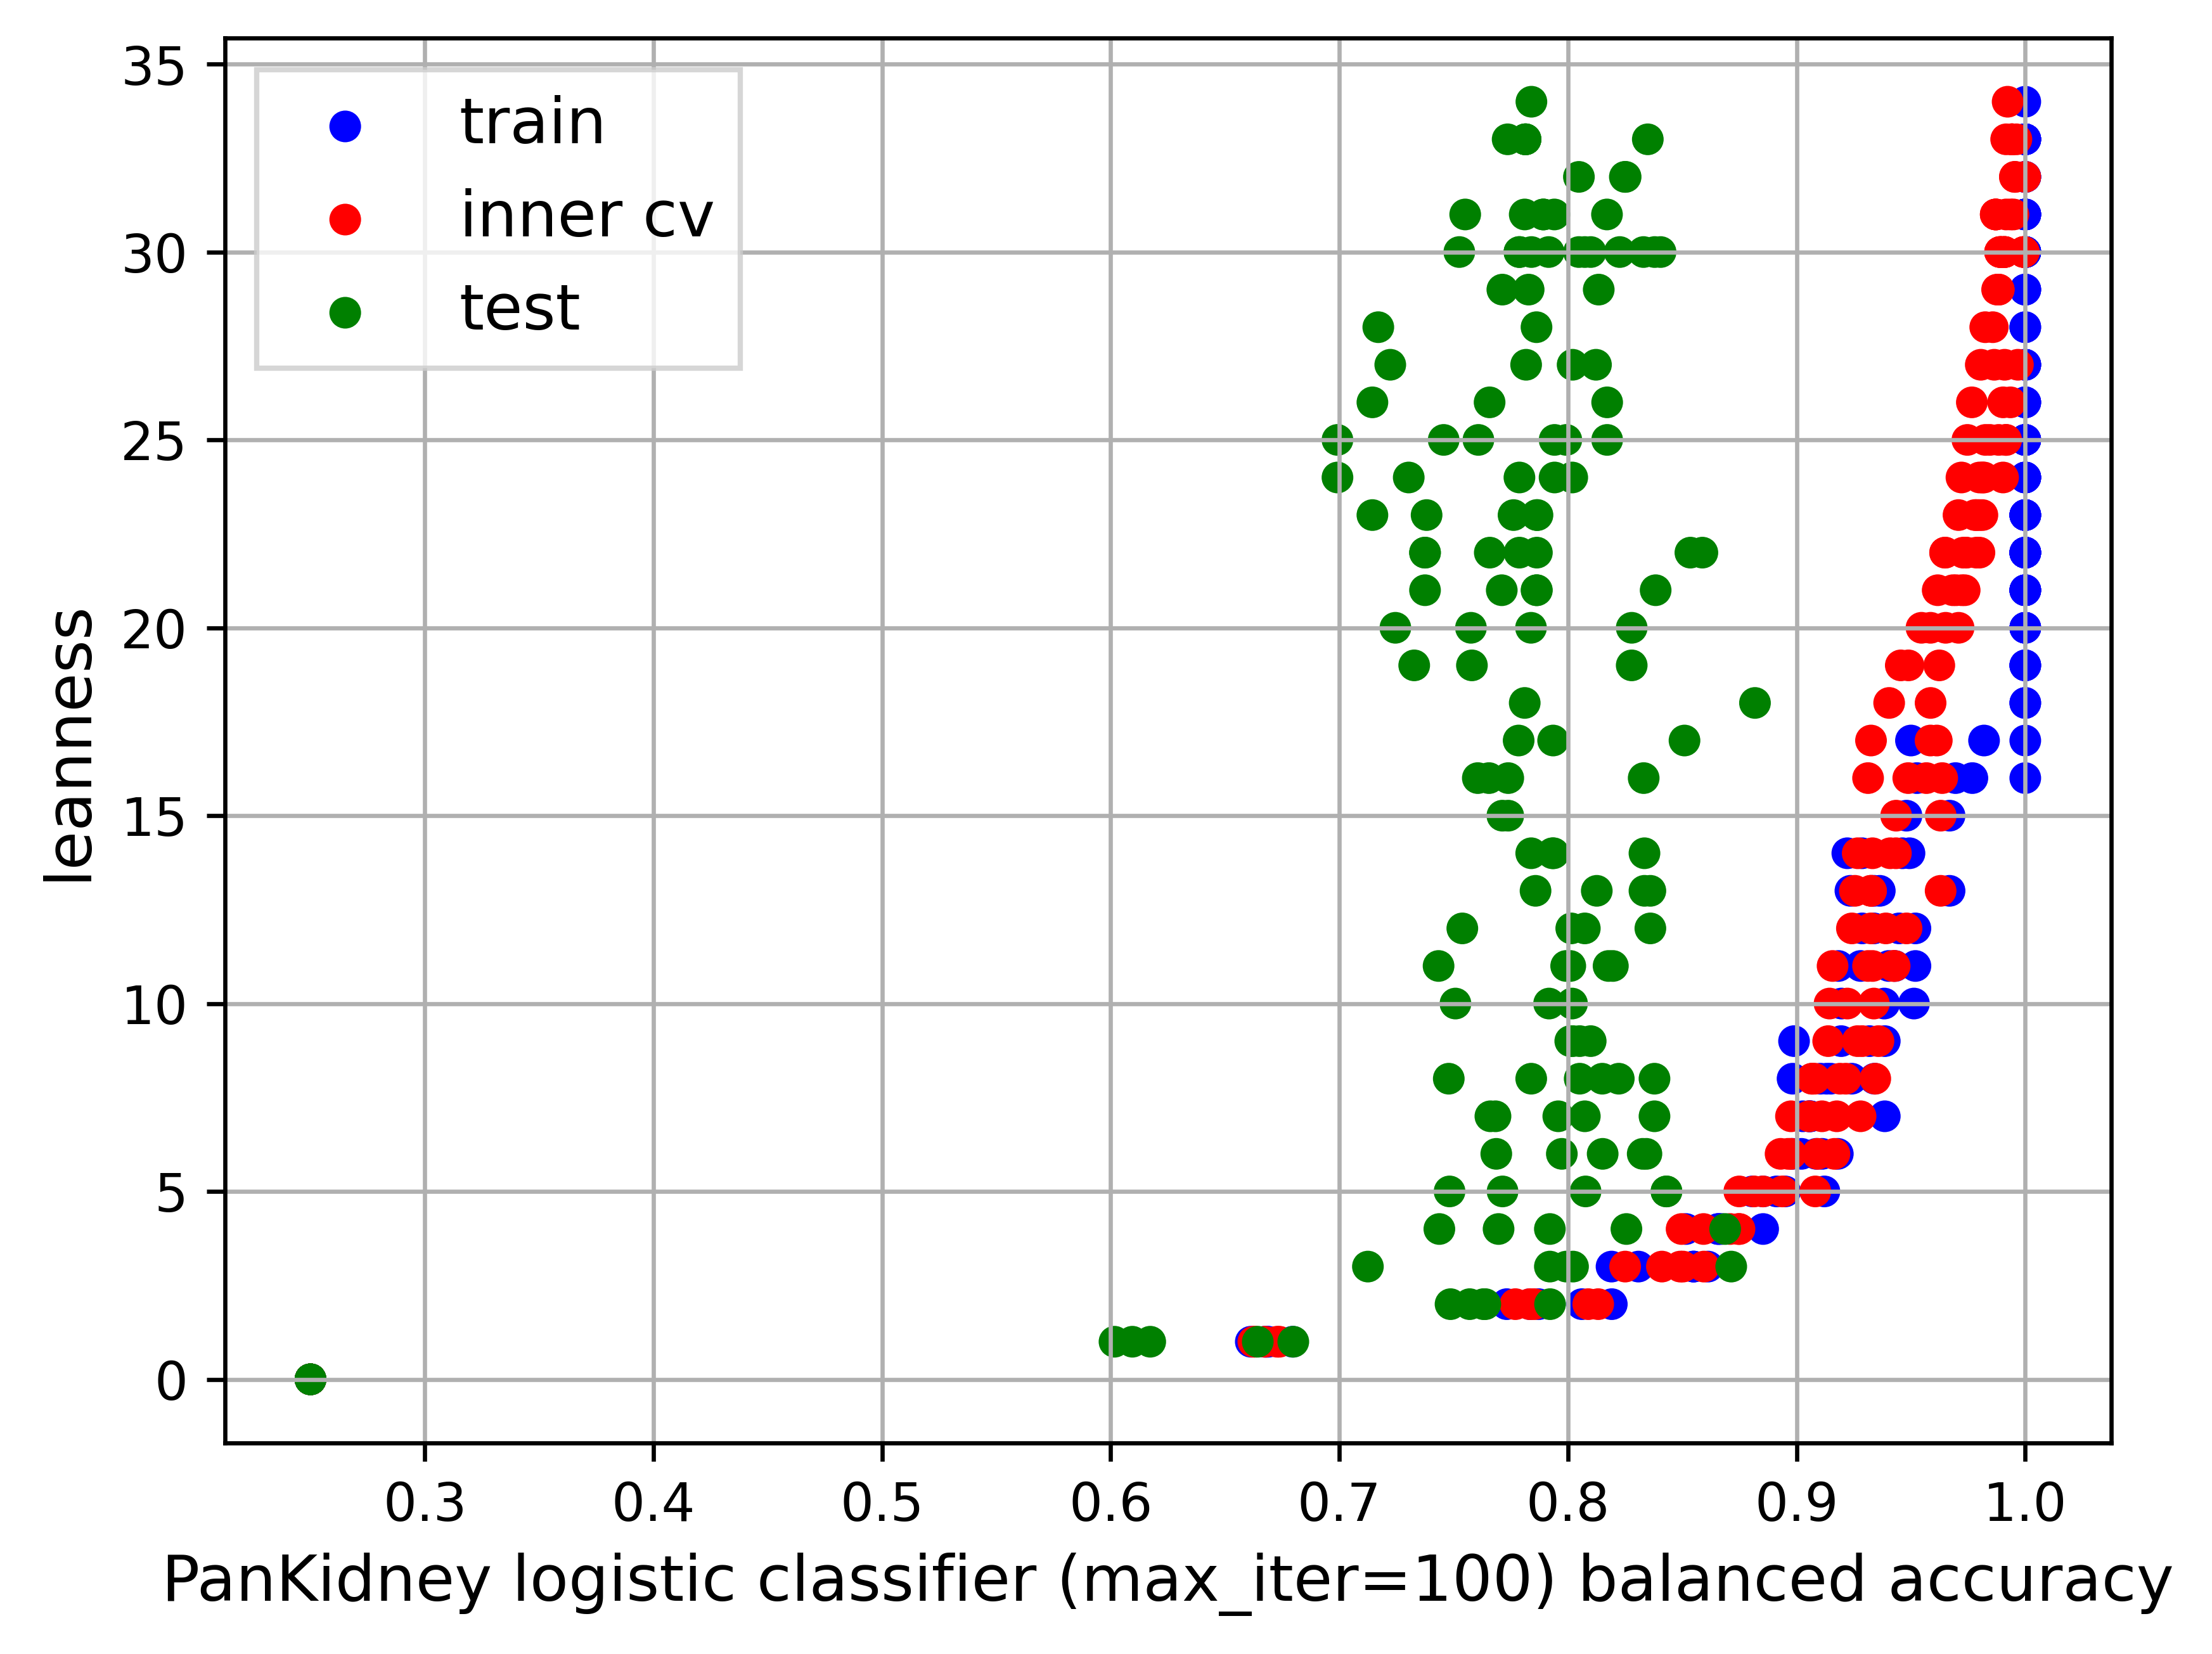 train
inner cv
test
35
30
25
20
15
10
5
0
leanness
0.3 0.4 0.5 0.6 0.7 0.8 0.9 1.0
PanKidney logistic classifier (max_iter=100) balanced accuracy